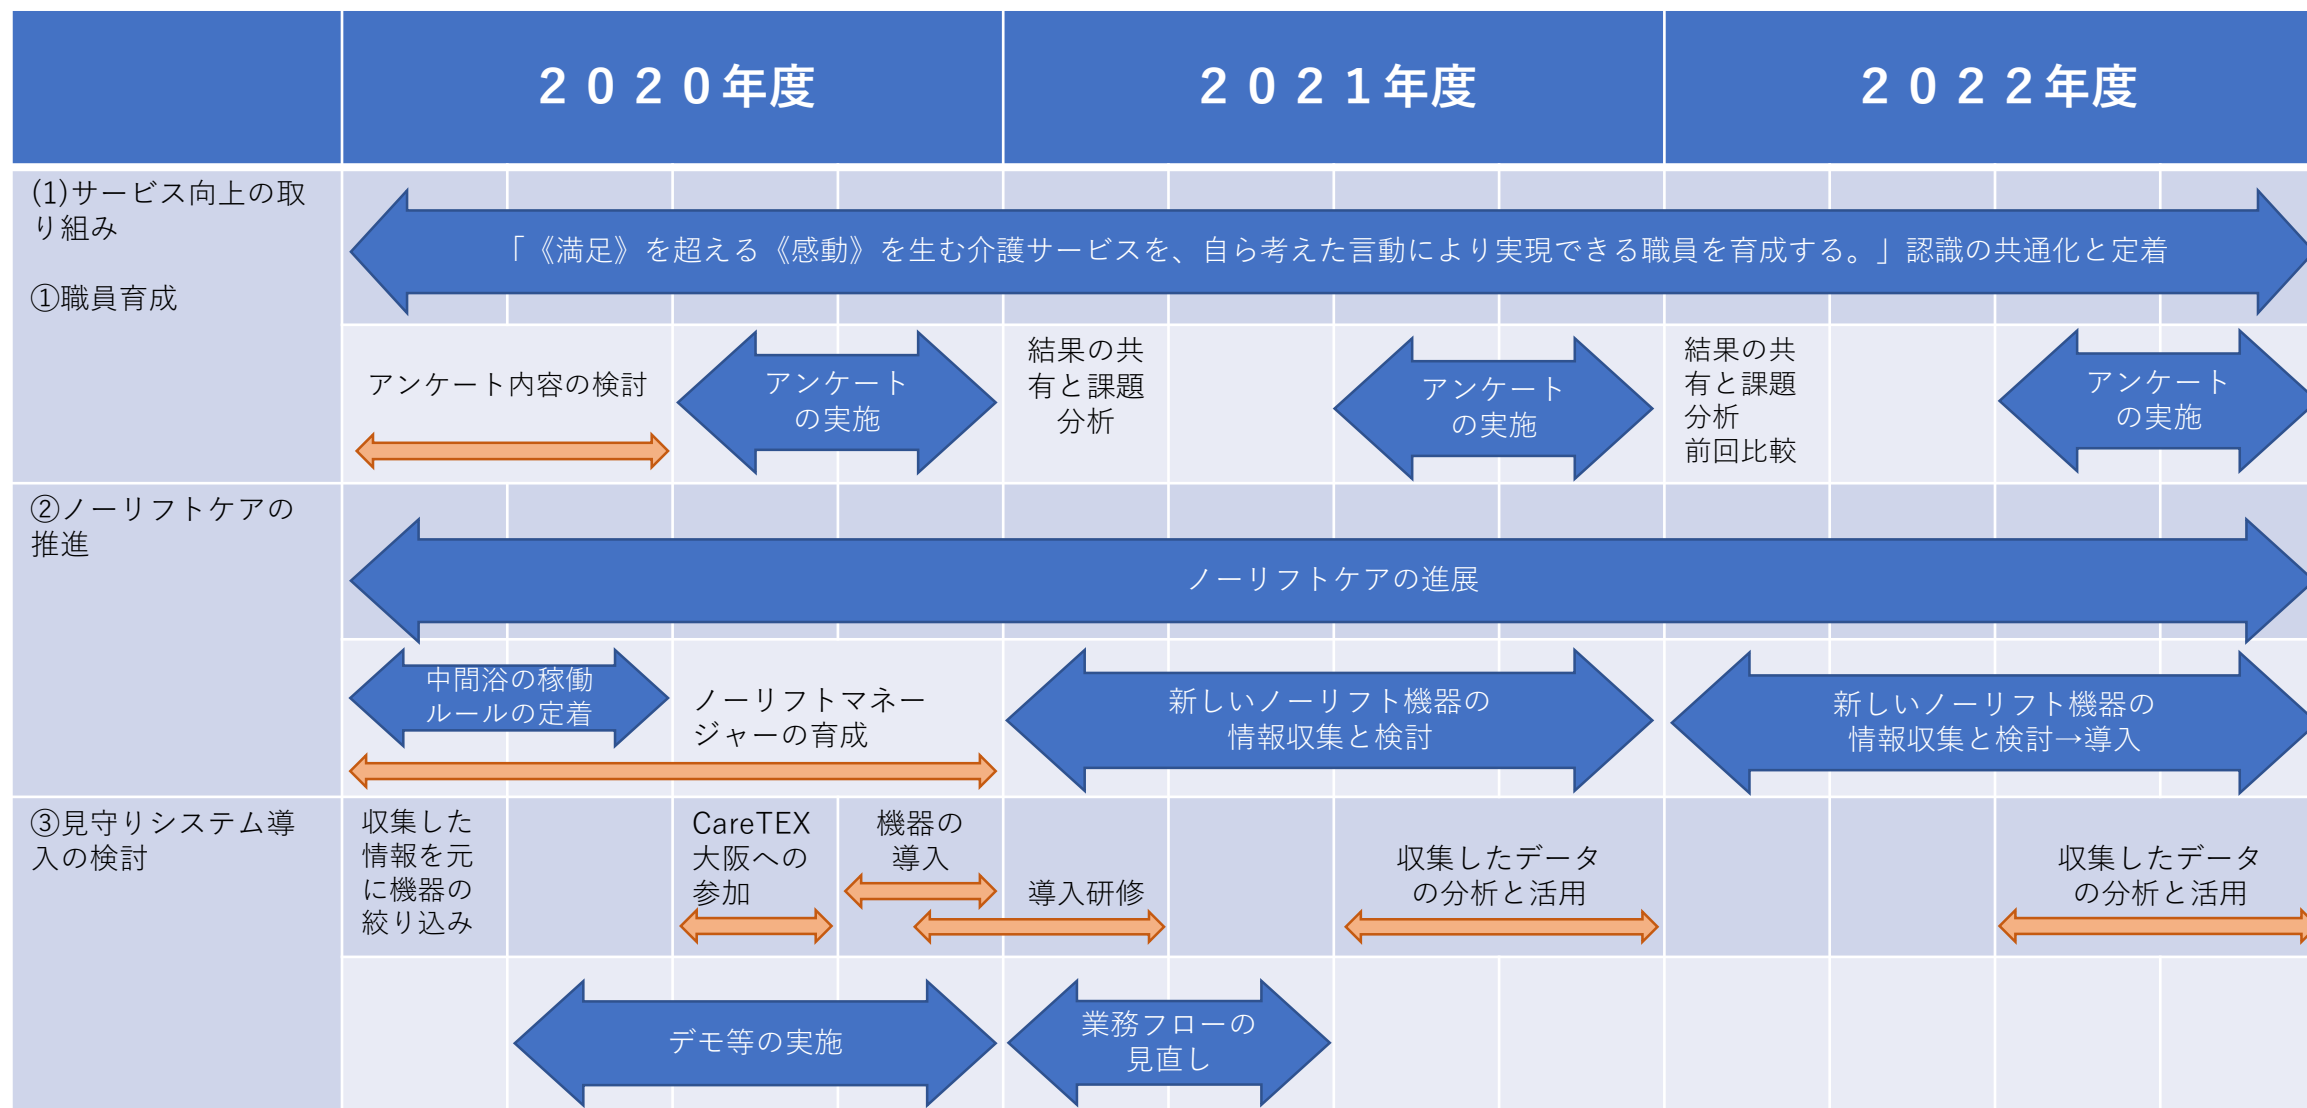 ２０２０年度
２０２１年度
２０２２年度
(1)サービス向上の取
り組み
①職員育成
「《満足》を超える《感動》を生む介護サービスを、自ら考えた言動により実現できる職員を育成する。」認識の共通化と定着
アンケート内容の検討
アンケート
の実施
結果の共
有と課題
分析
アンケート
の実施
結果の共
有と課題
分析
前回比較
アンケート
の実施
②ノーリフトケアの
推進
ノーリフトケアの進展
中間浴の稼働
ルールの定着
ノーリフトマネー
ジャーの育成
新しいノーリフト機器の
情報収集と検討
新しいノーリフト機器の
情報収集と検討→導入
③見守りシステム導
入の検討
収集した
情報を元
に機器の
絞り込み
CareTEX
大阪への
参加
機器の
導入
導入研修
収集したデータ
の分析と活用
収集したデータ
の分析と活用
デモ等の実施
業務フローの
見直し